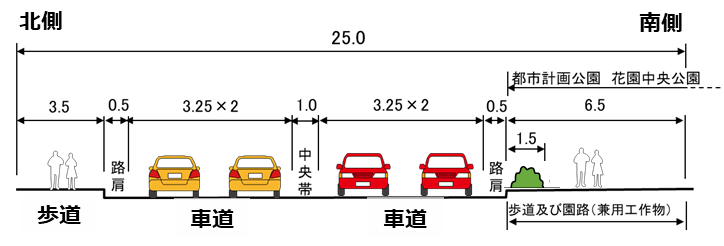 北側
南側
25.0
都市計画公園 花園中央公園
3.5
0.5
3.25×2
1.0
3.25×2
0.5
6.5
1.5
路肩
中央帯
路肩
歩道
車道
車道
歩道及び園路(兼用工作物)